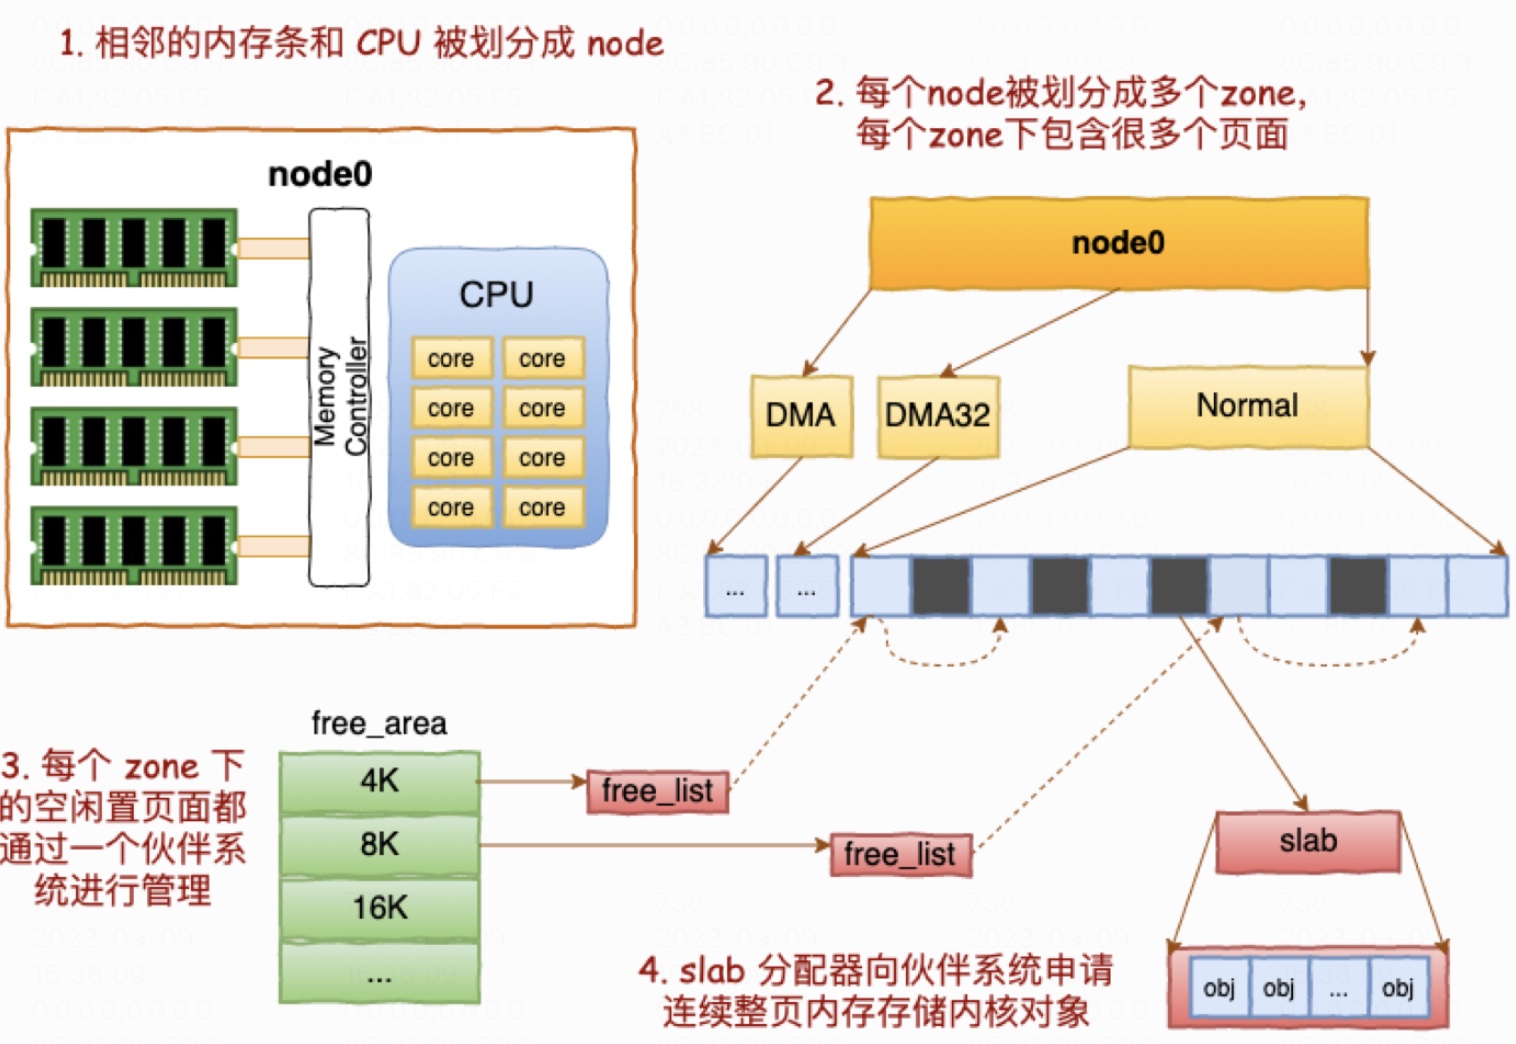 1. 相邻的内存条和 CPU 被划分成 node
2. 每个node被划分成多个zone,
每个zone下包含很多个页面
node0
Memory
Controller
CPU
core core
core core
core core
core core
node0
DMA
DMA32
Normal
...
...
free_area
3. 每个 zone 下
的空闲置页面都
通过一个伙伴系
统进行管理
4K
8K
16K
...
free_list
free_list
slab
4. slab 分配器向伙伴系统申请
连续整页内存存储内核对象
obj obj ... obj